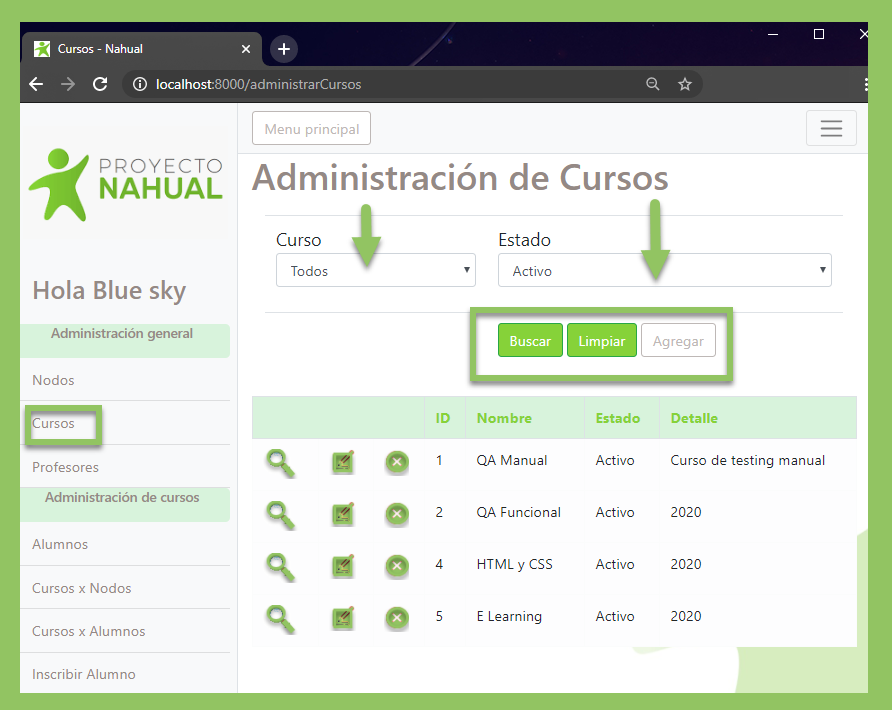 Cursos - Nahual
localhost:8000/administrarCursos
PROYECTO
NAHUAL
Hola Blue sky
Administración general
Nodos
Cursos
Profesores
Administración de cursos
Alumnos
Cursos x Nodos
Cursos x Alumnos
Inscribir Alumno
Menu principal
Administración de Cursos
Curso Estado
Todos Activo
Buscar Limpiar Agregar
ID Nombre Estado Detalle
1 QA Manual Activo Curso de testing manual
2 QA Funcional Activo 2020
4 HTML y CSS Activo 2020
5 E Learning Activo 2020